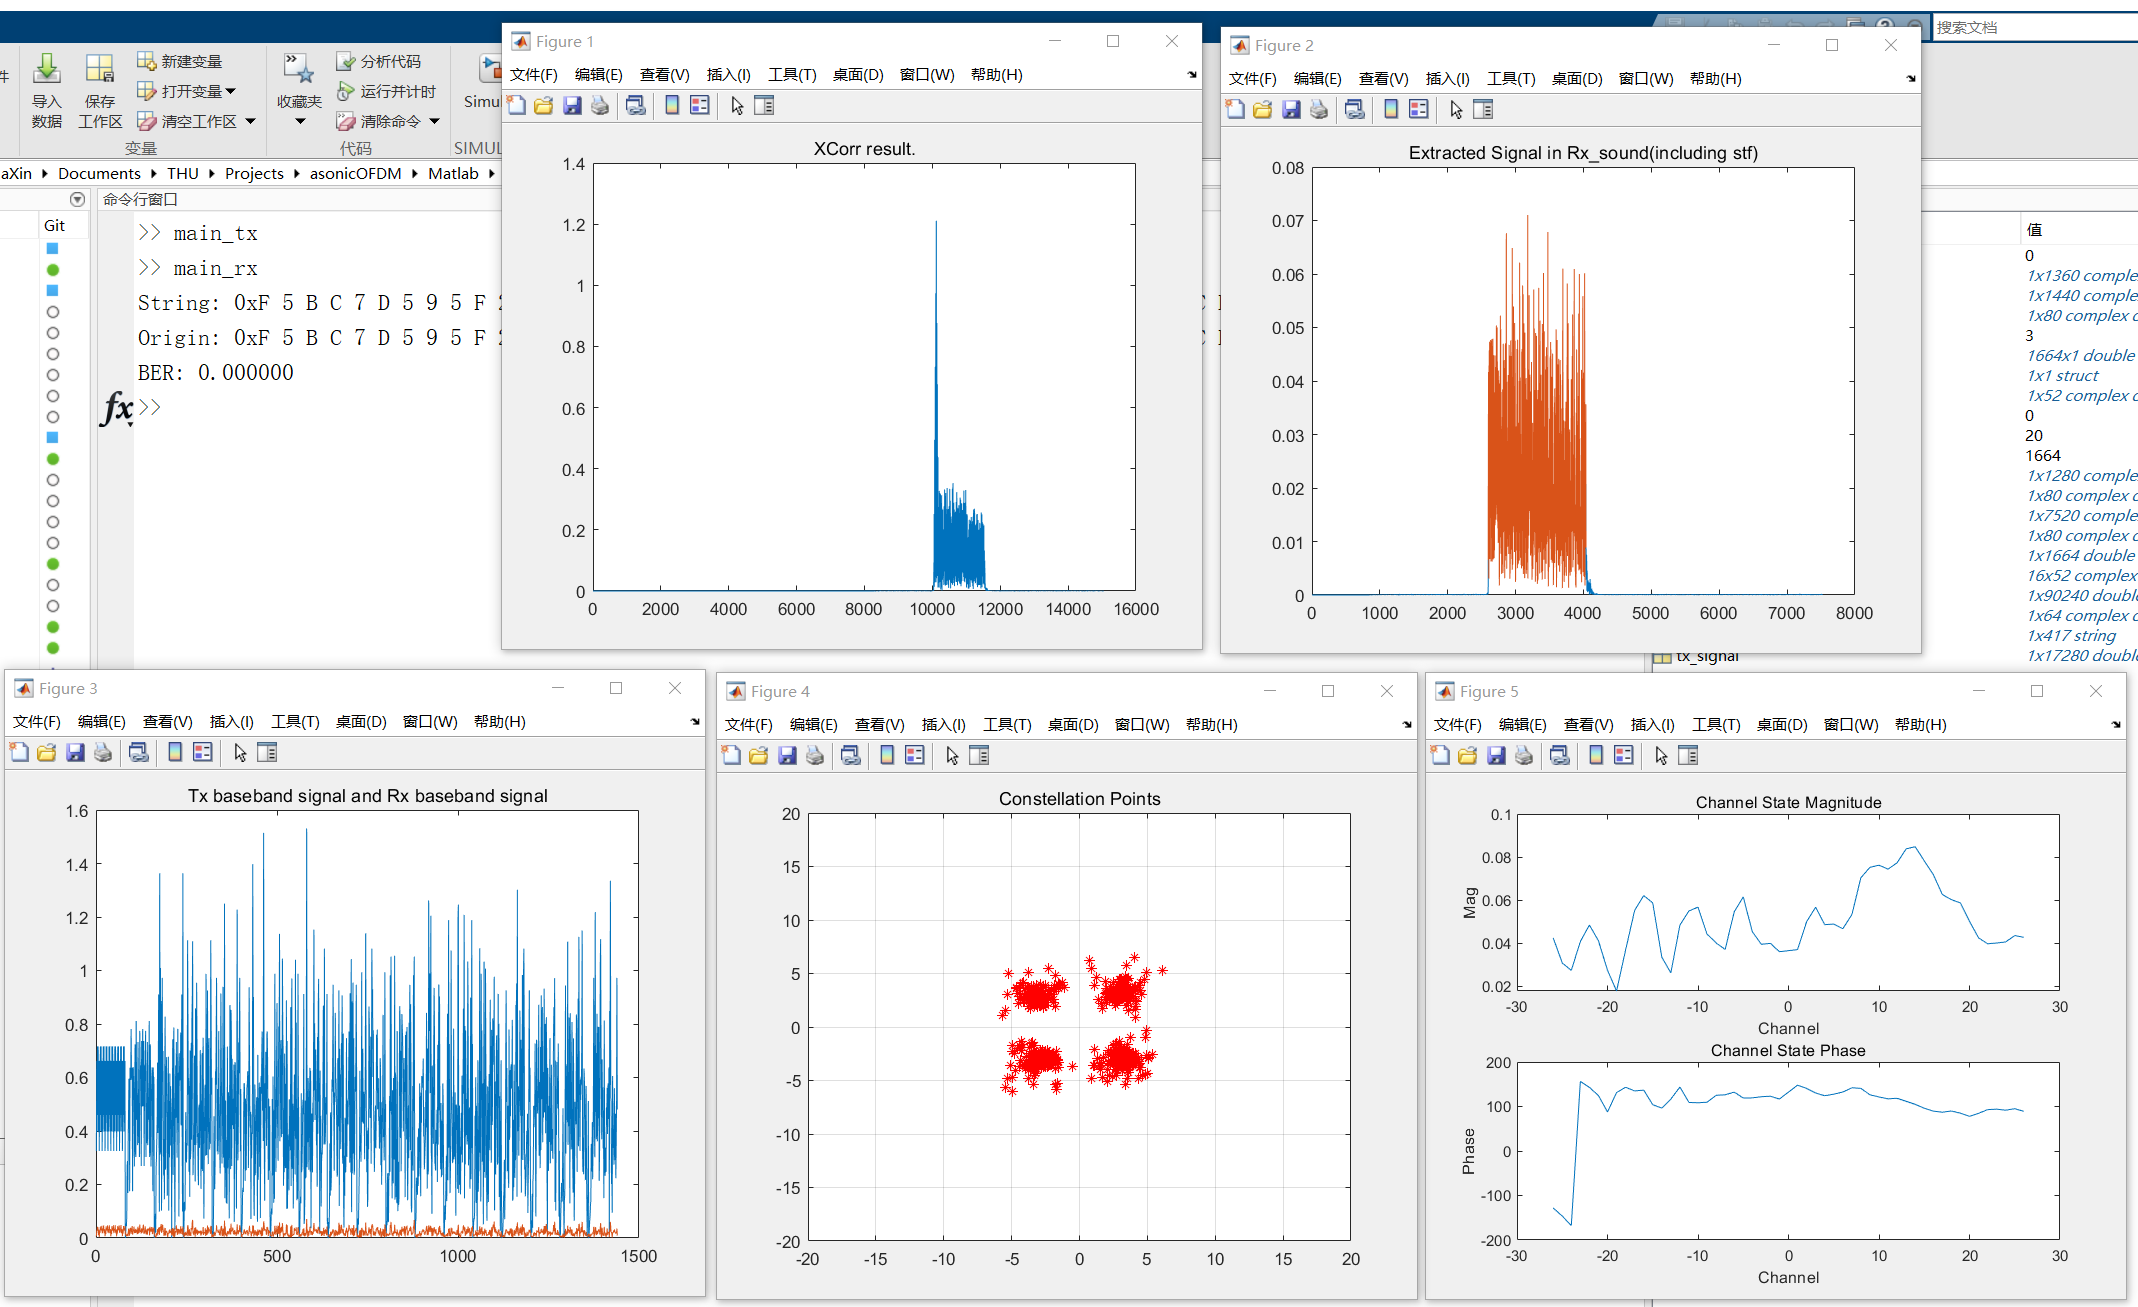 搜索文档
件
导入
数据
保存
工作区
新建变量
打开变量
清空工作区
变量
收藏夹
分析代码
运行并计时
清除命令
代码
Simu
SIMUL
aXin Documents THU Projects asonicOFDM Matlab
Git
命令行窗口
>> main_tx
>> main_rx
String: 0xF 5 B C 7 D 5 9 5 F
Origin: 0xF 5 B C 7 D 5 9 5 F
BER: 0.000000
fx >>
Figure 1
文件(F) 编辑(E) 查看(V) 插入(I) 工具(T) 桌面(D) 窗口(W) 帮助(H)
XCorr result.
1.4
1.2
1
0.8
0.6
0.4
0.2
0
0 2000 4000 6000 8000 10000 12000 14000 16000
Figure 2
文件(F) 编辑(E) 查看(V) 插入(I) 工具(T) 桌面(D) 窗口(W) 帮助(H)
Extracted Signal in Rx_sound(including stf)
0.08
0.07
0.06
0.05
0.04
0.03
0.02
0.01
0
0 1000 2000 3000 4000 5000 6000 7000 8000
值
0
1x1360 comple
1x1440 comple
1x80 complex
3
1664x1 double
1x1 struct
1x52 complex
0
20
1664
1x1280 comple
1x80 complex
1x7520 comple
1x80 complex
1x1664 double
16x52 complex
1x90240 doubl
1x64 complex
1x417 string
tx_signal 1x17280 doubl
Figure 3
文件(F) 编辑(E) 查看(V) 插入(I) 工具(T) 桌面(D) 窗口(W) 帮助(H)
Tx baseband signal and Rx baseband signal
1.6
1.4
1.2
1
0.8
0.6
0.4
0.2
0
0 500 1000 1500
Figure 4
文件(F) 编辑(E) 查看(V) 插入(I) 工具(T) 桌面(D) 窗口(W) 帮助(H)
Constellation Points
20
15
10
5
0
-5
-10
-15
-20
-20 -15 -10 -5 0 5 10 15 20
Figure 5
文件(F) 编辑(E) 查看(V) 插入(I) 工具(T) 桌面(D) 窗口(W) 帮助(H)
Channel State Magnitude
Mag
0.1
0.08
0.06
0.04
0.02
-30 -20 -10 0 10 20 30
Channel
Channel State Phase
Phase
200
100
0
-100
-200
-30 -20 -10 0 10 20 30
Channel